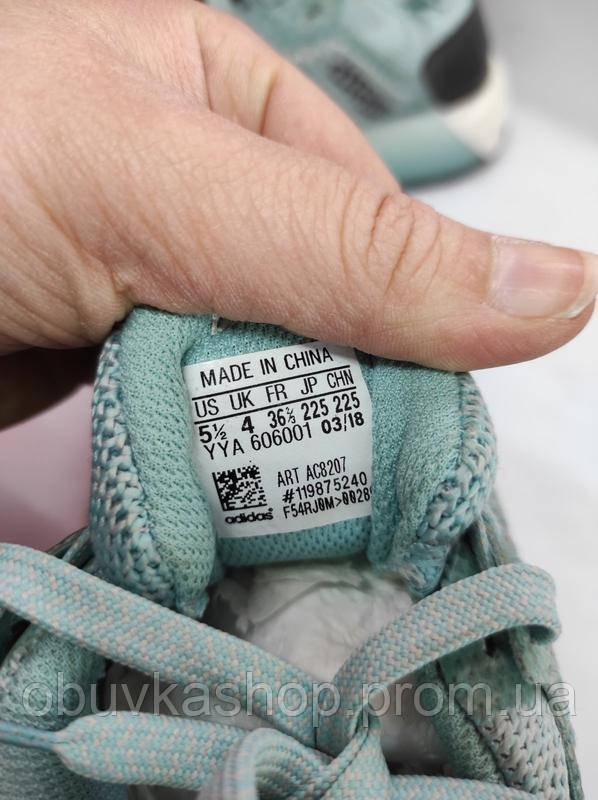 MADE IN CHINA
US UK FR JP CHN
5½ 4 36⅔ 225 225
YYA 606001 03/18
ART AC8207
#119875240
adidas
obuvkashop.prom.ua